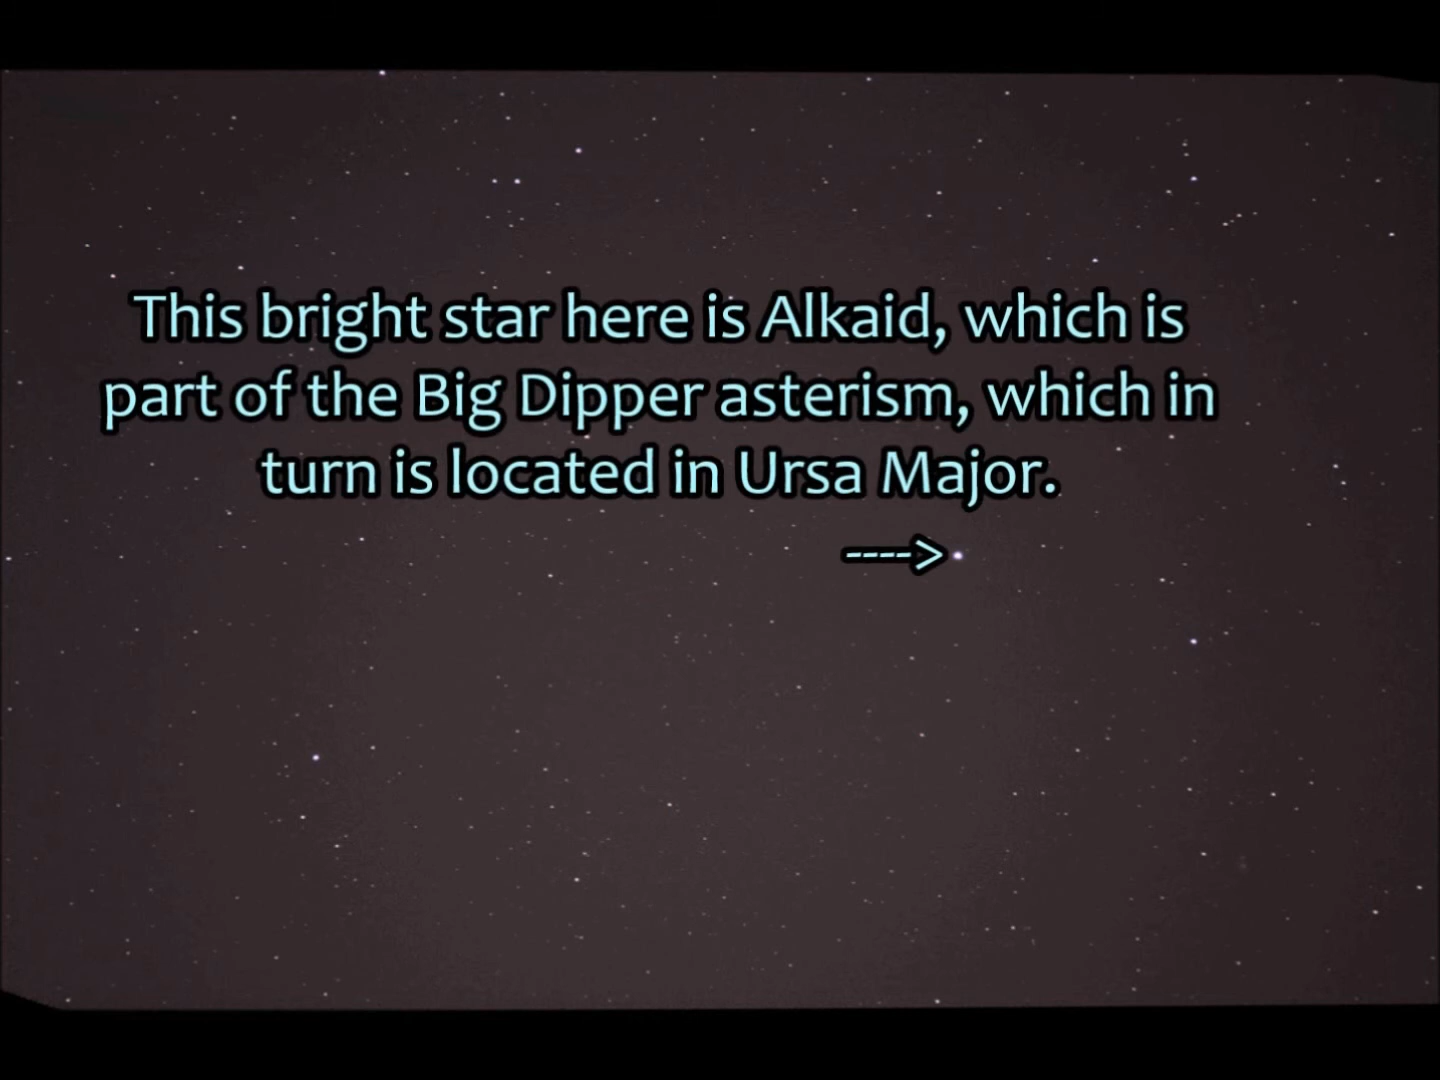 This bright star here is Alkaid, which is
part of the Big Dipper asterism, which in
turn is located in Ursa Major.
---->